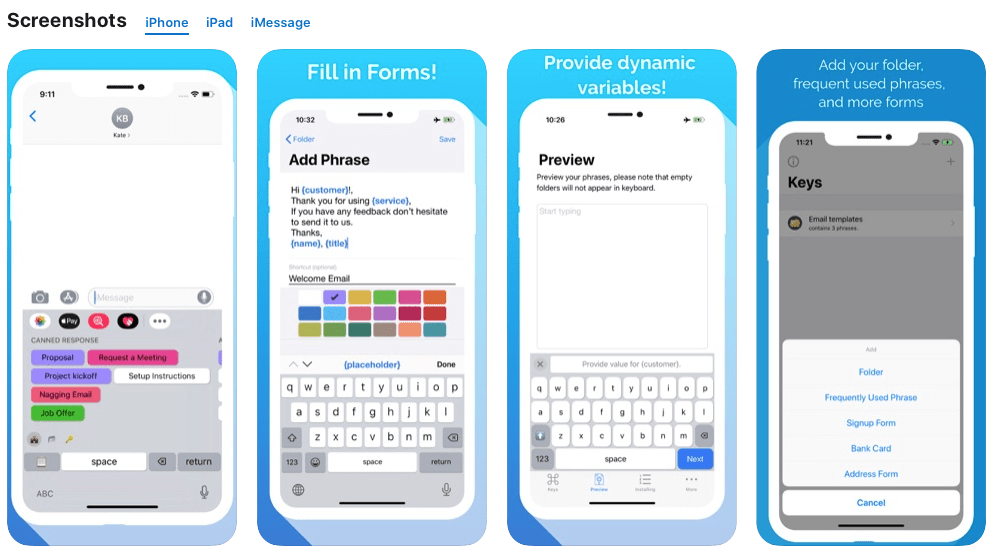 Screenshots iPhone iPad iMessage
9:11
KB
Kate
Message
Pay
CANNED RESPONSE
Proposal Request a Meeting
Project kickoff Setup Instructions
Nagging Email
Job Offer
space return
ABC
Fill in Forms!
10:32
Folder Save
Add Phrase
Hi {customer}!,
Thank you for using {service},
If you have any feedback don't hesitate
to send it to us.
Thanks,
{name}, {title}
Shortcut (optional)
Welcome Email
{placeholder} Done
q w e r t y u i o p
a s d f g h j k l
z x c v b n m
123 space return
Provide dynamic
variables!
10:26
Preview
Preview your phrases, please note that empty
folders will not appear in keyboard.
Start typing
Provide value for {customer}.
q w e r t y u i o p
a s d f g h j k l
z x c v b n m
123 space Next
Keys Preview Installing More
Add your folder,
frequent used phrases,
and more forms
11:21
Keys
Email templates
contains 3 phrases.
Add
Folder
Frequently Used Phrase
Signup Form
Bank Card
Address Form
Cancel